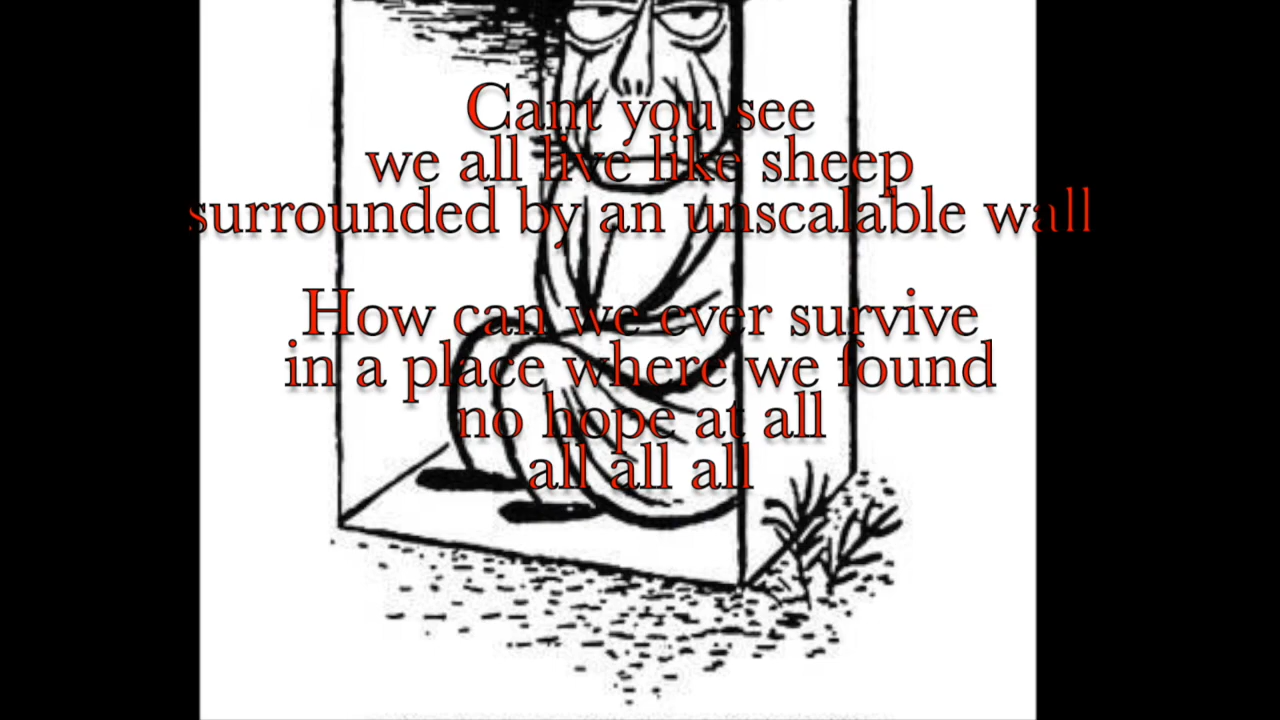 Cant you see
we all live like sheep
surrounded by an unscalable wall
How can we ever survive
in a place where we found
no hope at all
all all all